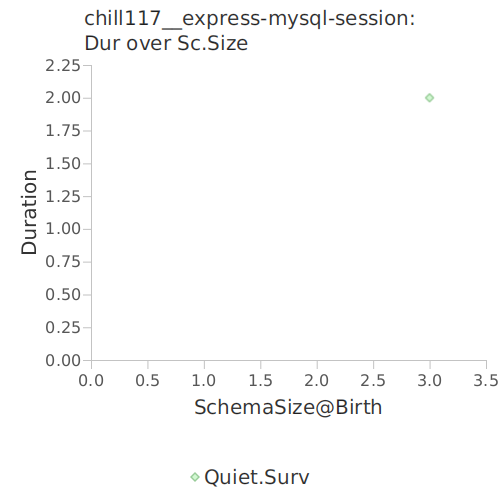 chill117__express-mysql-session:
Dur over Sc.Size
2.25
2.00
1.75
1.50
1.25
1.00
0.75
0.50
0.25
0.00
Duration
0.0 0.5 1.0 1.5 2.0 2.5 3.0 3.5
SchemaSize@Birth
Quiet.Surv